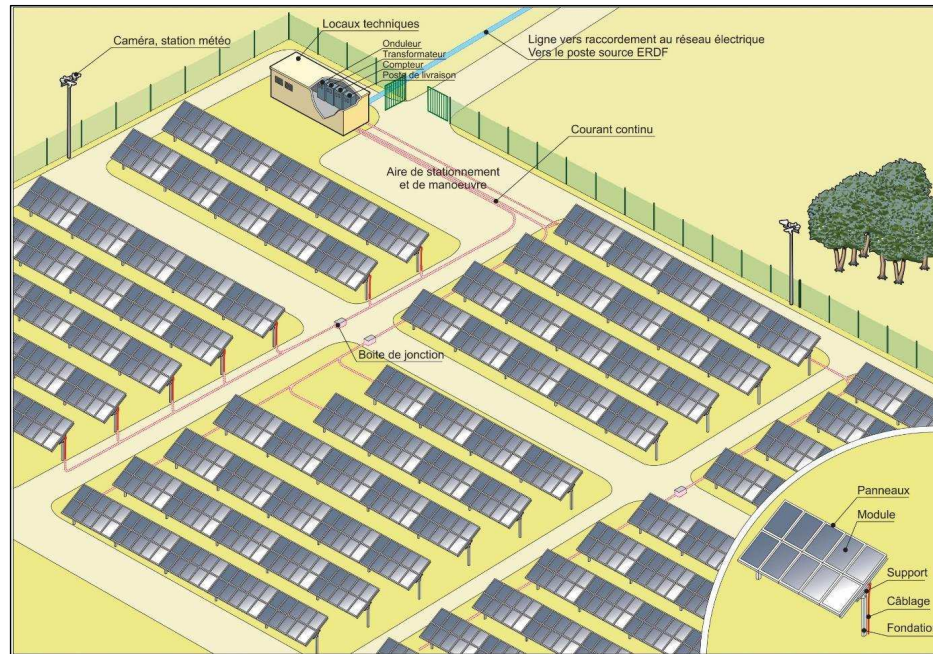 Locaux techniques
Caméra, station météo
Onduleur
Transformateur
Compteur
Poste de livraison
Ligne vers raccordement au réseau électrique
Vers le poste source ERDF
Courant continu
Aire de stationnement
et de manoeuvre
Boite de jonction
Panneaux
Module
Support
Câblage
Fondatio